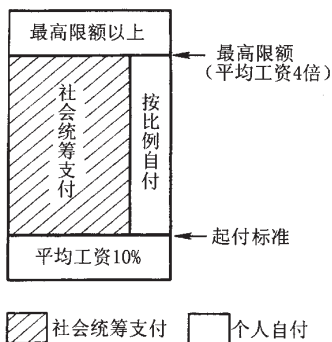 最高限额以上
最高限额
（平均工资4倍）
社会统筹支付
按比例自付
起付标准
平均工资10%
社会统筹支付
个人自付